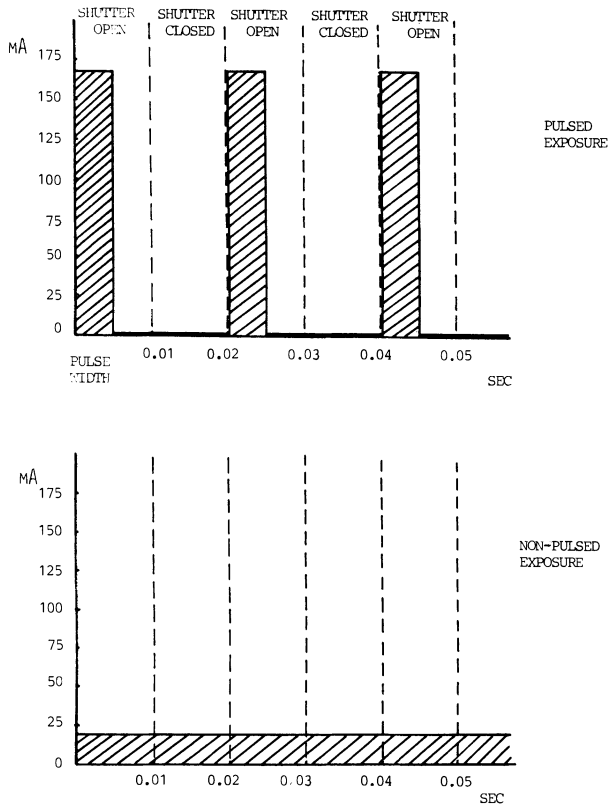 SHUTTER OPEN
SHUTTER CLOSED
SHUTTER OPEN
SHUTTER CLOSED
SHUTTER OPEN
MA
175
150
125
100
75
50
25
0
PULSED
EXPOSURE
0.01 0.02 0.03 0.04 0.05
PULSE
WIDTH
SEC
MA
175
150
125
100
75
50
25
0
NON-PULSED
EXPOSURE
0.01 0.02 0.03 0.04 0.05
SEC